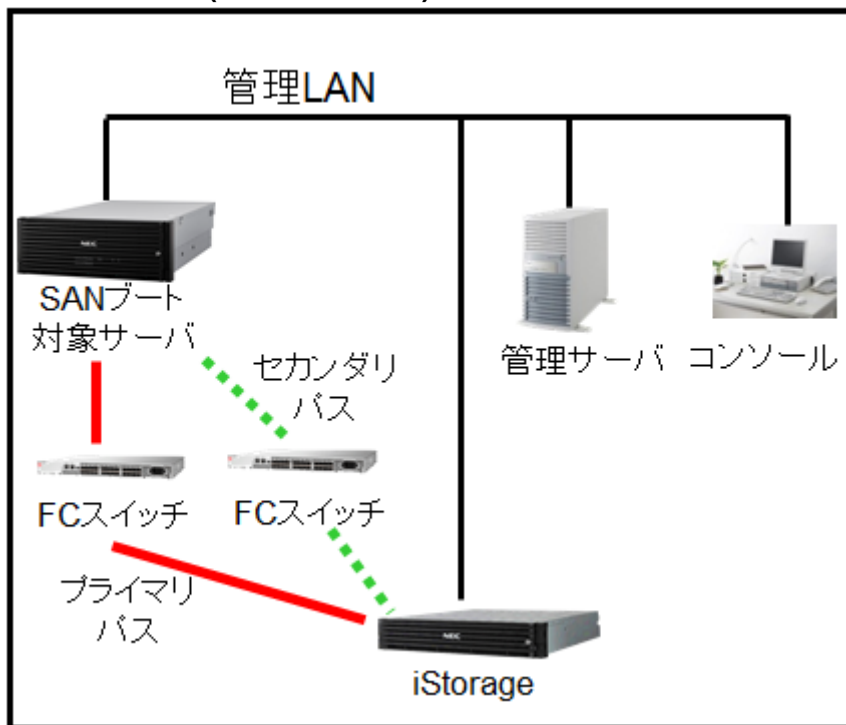 管理LAN
NEC
SANブート
対象サーバ
セカンダリ
パス
管理サーバ
コンソール
FCスイッチ
FCスイッチ
プライマリ
パス
NEC
iStorage